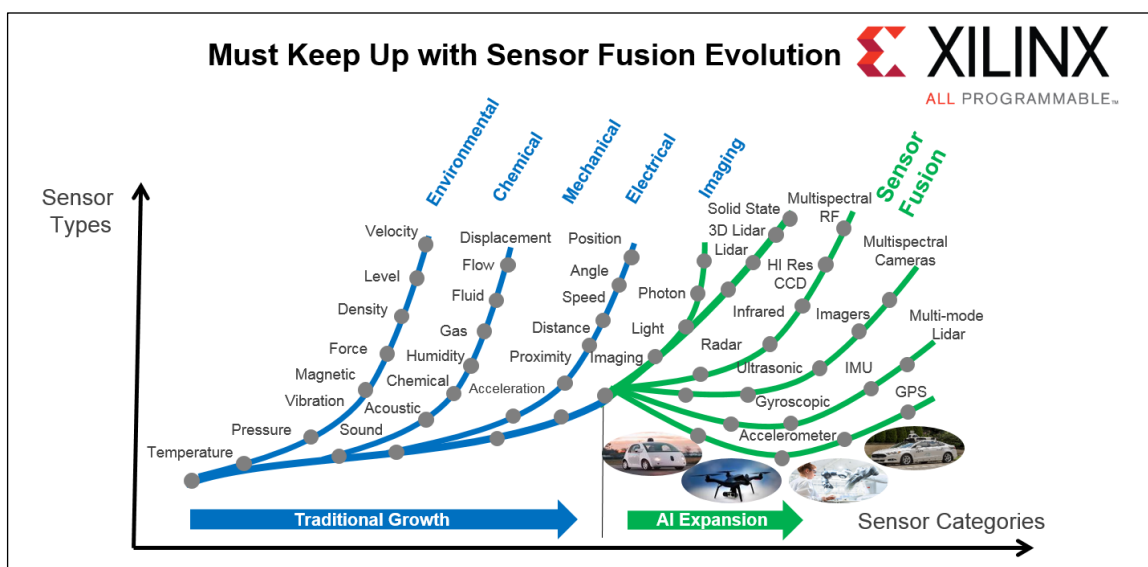 Must Keep Up with Sensor Fusion Evolution
XILINX
ALL PROGRAMMABLE™
Environmental
Chemical
Mechanical
Electrical
Imaging
Sensor
Fusion
Sensor
Types
Velocity
Level
Density
Force
Magnetic
Vibration
Pressure
Temperature
Displacement
Flow
Fluid
Gas
Humidity
Chemical
Acoustic
Sound
Position
Angle
Speed
Distance
Proximity
Acceleration
Solid State
3D Lidar
Lidar
Photon
Light
Imaging
Multispectral
RF
HI Res
CCD
Infrared
Radar
Multispectral
Cameras
Imagers
Ultrasonic
Multi-mode
Lidar
IMU
Gyroscopic
GPS
Accelerometer
Traditional Growth
AI Expansion
Sensor Categories